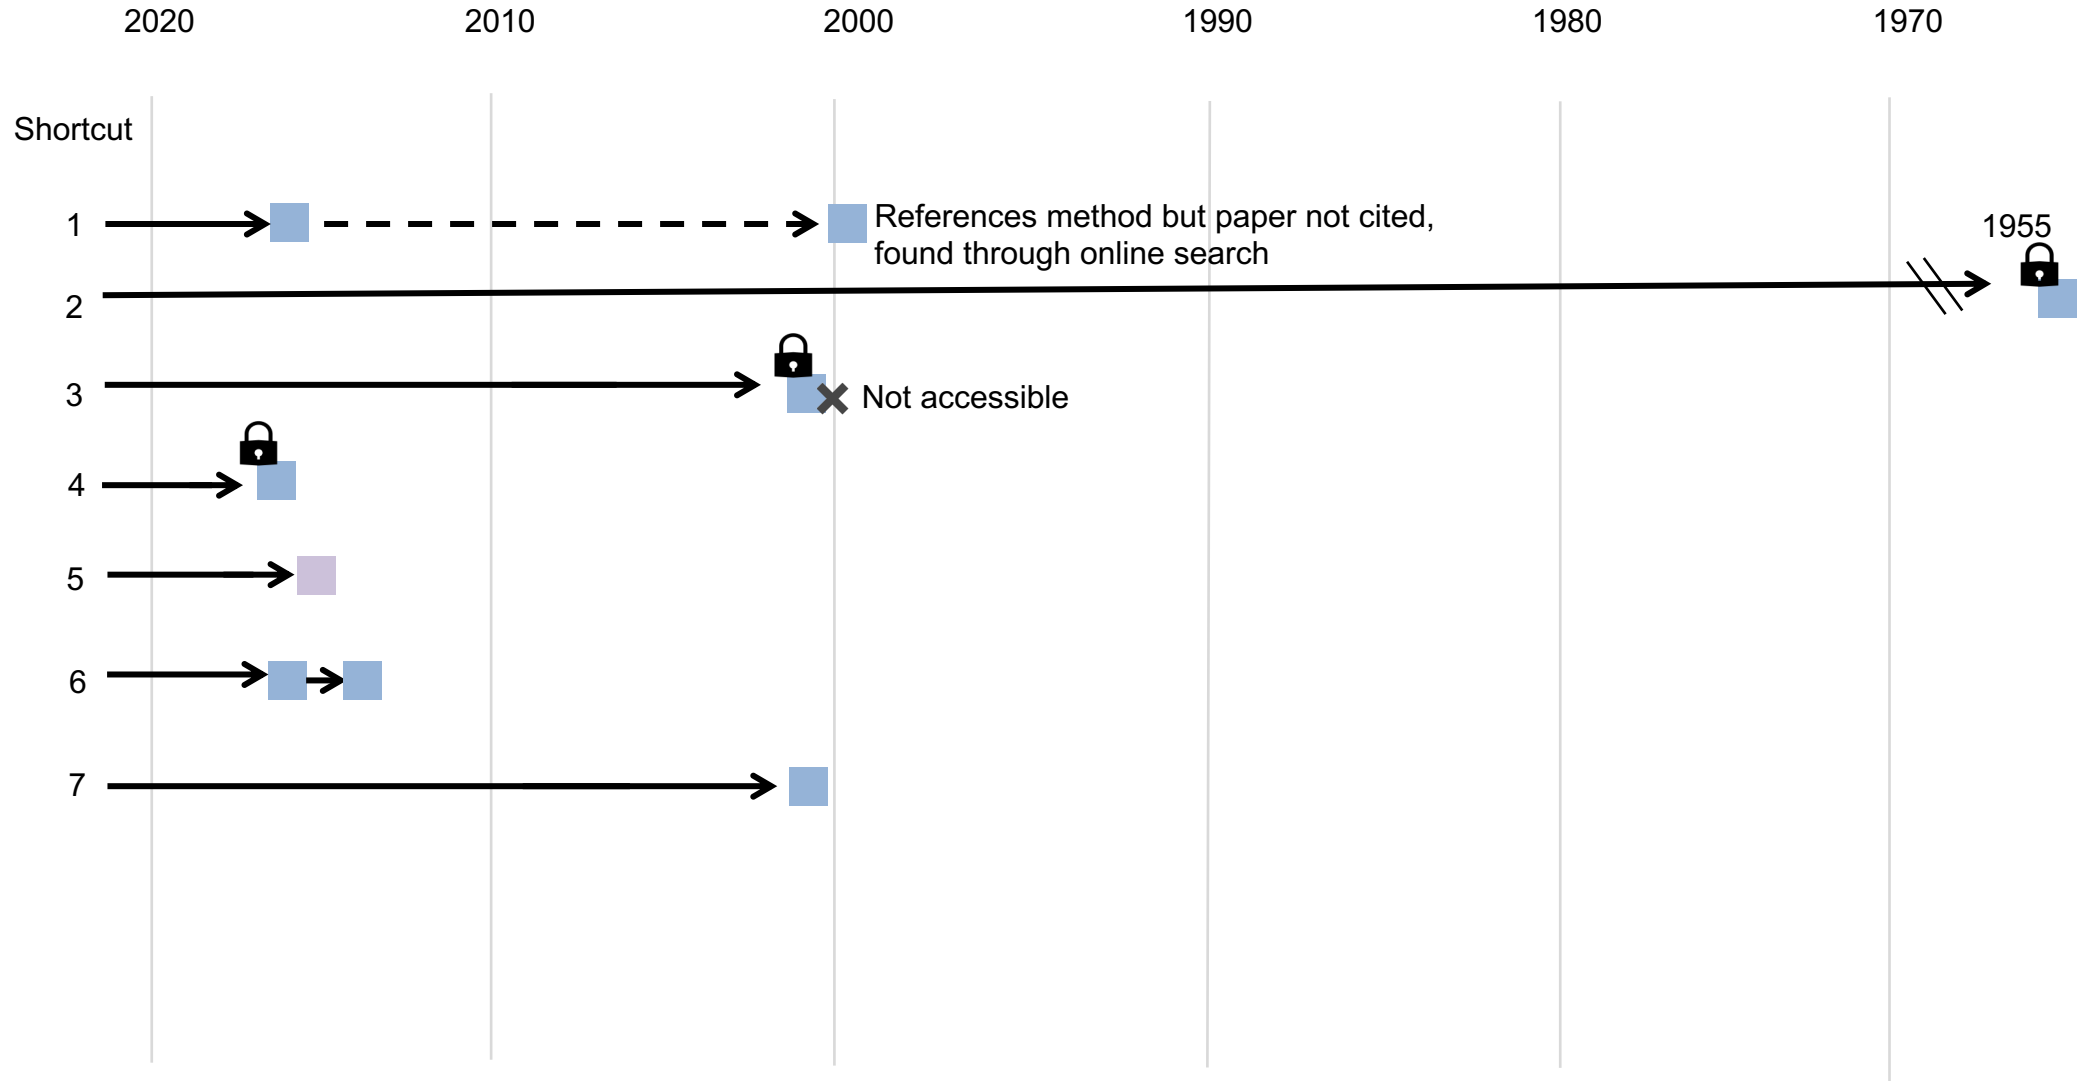 2020 2010 2000 1990 1980 1970
Shortcut
1
References method but paper not cited,
found through online search
1955
2
3
Not accessible
4
5
6
7